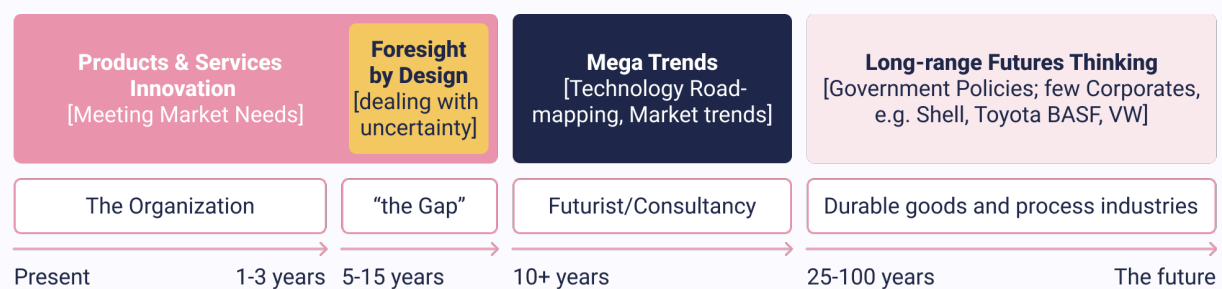 Products & Services
Innovation
[Meeting Market Needs]
Foresight
by Design
[dealing with
uncertainty]
Mega Trends
[Technology Road-
mapping, Market trends]
Long-range Futures Thinking
[Government Policies; few Corporates,
e.g. Shell, Toyota BASF, VW]
The Organization
“the Gap”
Futurist/Consultancy
Durable goods and process industries
Present
1-3 years
5-15 years
10+ years
25-100 years
The future